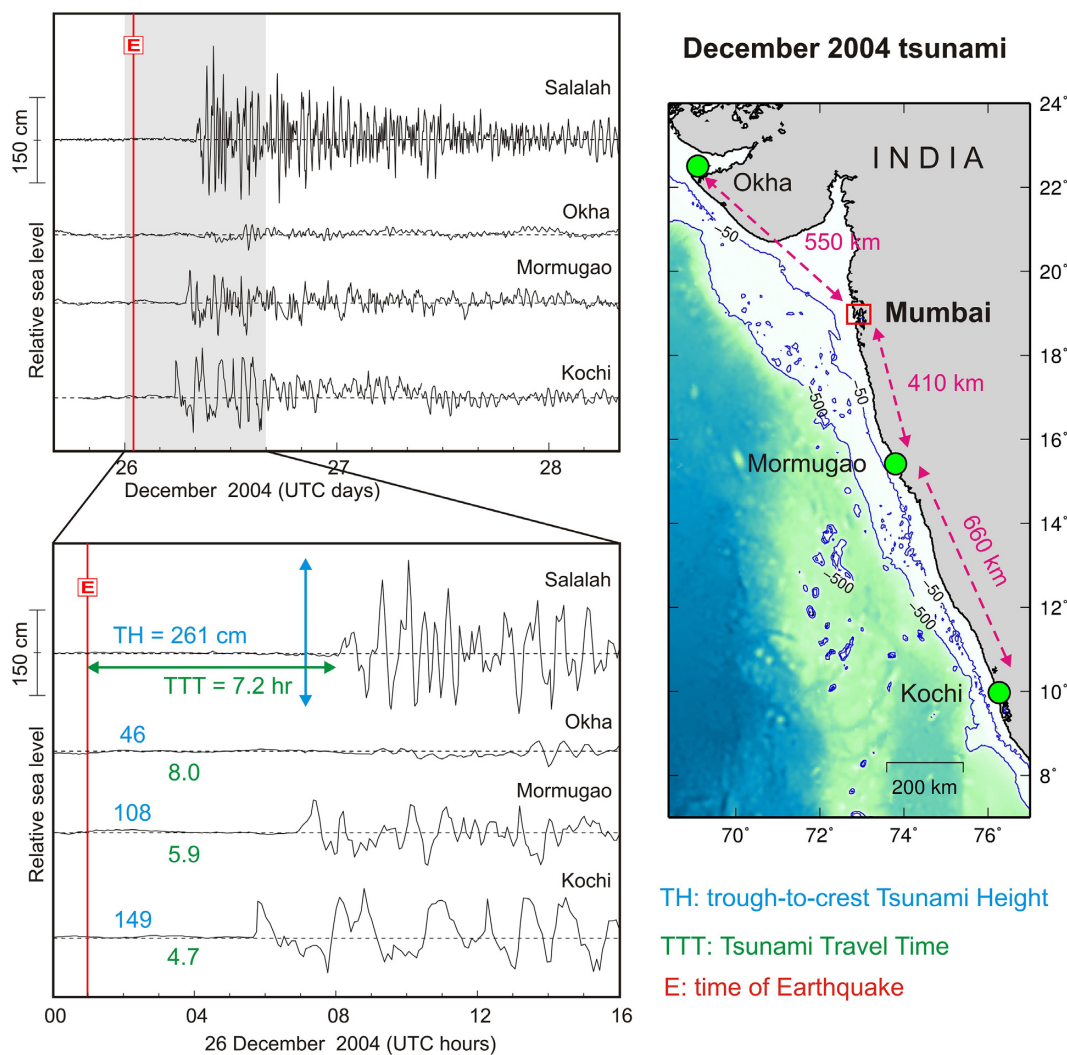 E
Salalah
150 cm
Okha
Mormugao
Kochi
Relative sea level
26
27
28
December 2004 (UTC days)
E
Salalah
150 cm
TH = 261 cm
TTT = 7.2 hr
Okha
46
8.0
Mormugao
108
5.9
Kochi
149
4.7
Relative sea level
00
04
08
12
16
26 December 2004 (UTC hours)
December 2004 tsunami
24°
INDIA
Okha
22°
−50
550 km
20°
Mumbai
18°
410 km
−50
−500
16°
Mormugao
14°
660 km
−500
−50
−500
12°
Kochi
10°
200 km
8°
70°
72°
74°
76°
TH: trough-to-crest Tsunami Height
TTT: Tsunami Travel Time
E: time of Earthquake